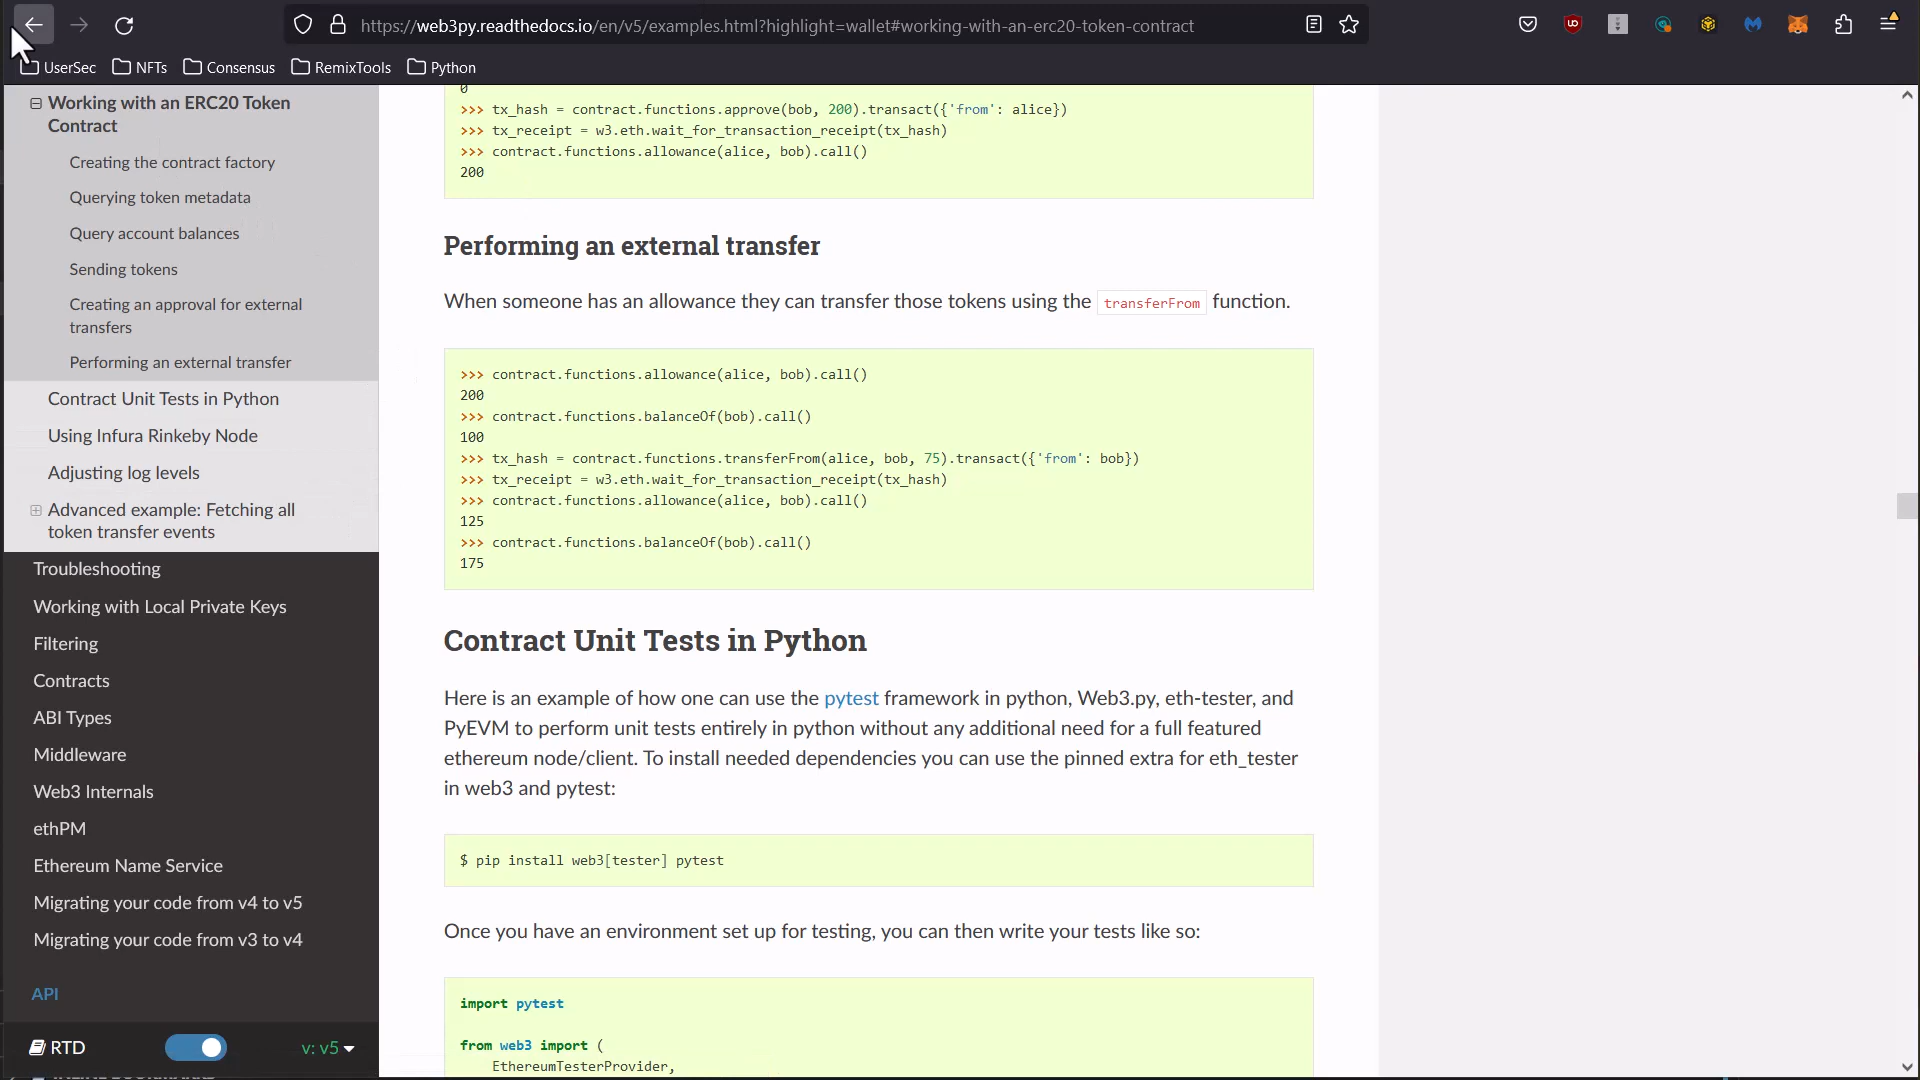 https://web3py.readthedocs.io/en/v5/examples.html?highlight=wallet#working-with-an-erc20-token-contract
UserSec
NFTs
Consensus
RemixTools
Python
Working with an ERC20 Token
Contract
Creating the contract factory
Querying token metadata
Query account balances
Sending tokens
Creating an approval for external
transfers
Performing an external transfer
Contract Unit Tests in Python
Using Infura Rinkeby Node
Adjusting log levels
Advanced example: Fetching all
token transfer events
Troubleshooting
Working with Local Private Keys
Filtering
Contracts
ABI Types
Middleware
Web3 Internals
ethPM
Ethereum Name Service
Migrating your code from v4 to v5
Migrating your code from v3 to v4
API
RTD
v: v5
0
>>> tx_hash = contract.functions.approve(bob, 200).transact({'from': alice})
>>> tx_receipt = w3.eth.wait_for_transaction_receipt(tx_hash)
>>> contract.functions.allowance(alice, bob).call()
200
Performing an external transfer
When someone has an allowance they can transfer those tokens using the transferFrom function.
>>> contract.functions.allowance(alice, bob).call()
200
>>> contract.functions.balanceOf(bob).call()
100
>>> tx_hash = contract.functions.transferFrom(alice, bob, 75).transact({'from': bob})
>>> tx_receipt = w3.eth.wait_for_transaction_receipt(tx_hash)
>>> contract.functions.allowance(alice, bob).call()
125
>>> contract.functions.balanceOf(bob).call()
175
Contract Unit Tests in Python
Here is an example of how one can use the pytest framework in python, Web3.py, eth-tester, and
PyEVM to perform unit tests entirely in python without any additional need for a full featured
ethereum node/client. To install needed dependencies you can use the pinned extra for eth_tester
in web3 and pytest:
$ pip install web3[tester] pytest
Once you have an environment set up for testing, you can then write your tests like so:
import pytest
from web3 import (
EthereumTesterProvider,